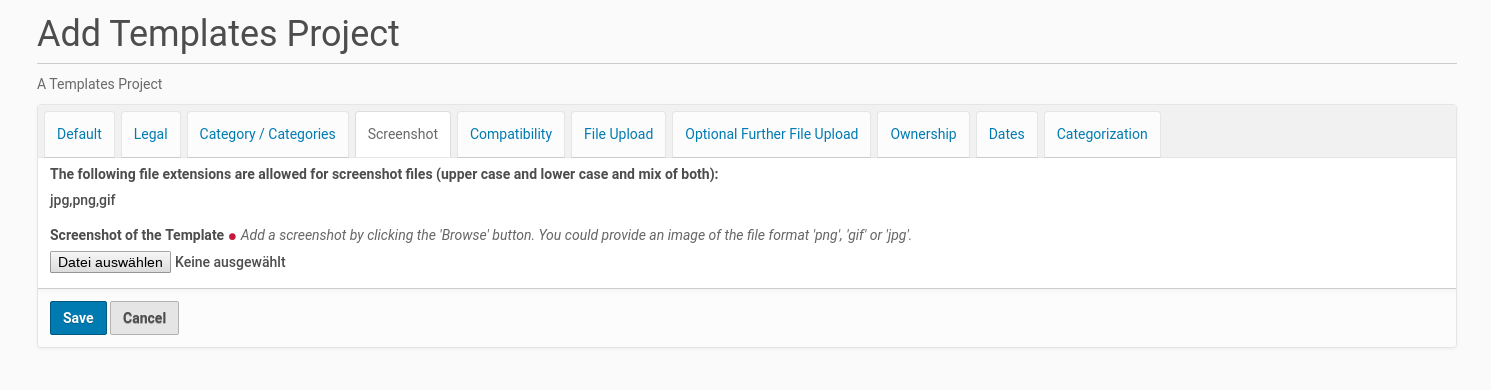 Add Templates Project
A Templates Project
Default Legal Category / Categories Screenshot Compatibility File Upload Optional Further File Upload Ownership Dates Categorization
The following file extensions are allowed for screenshot files (upper case and lower case and mix of both):
jpg,png,gif
Screenshot of the Template • Add a screenshot by clicking the 'Browse' button. You could provide an image of the file format 'png', 'gif' or 'jpg'.
Datei auswählen Keine ausgewählt
Save Cancel